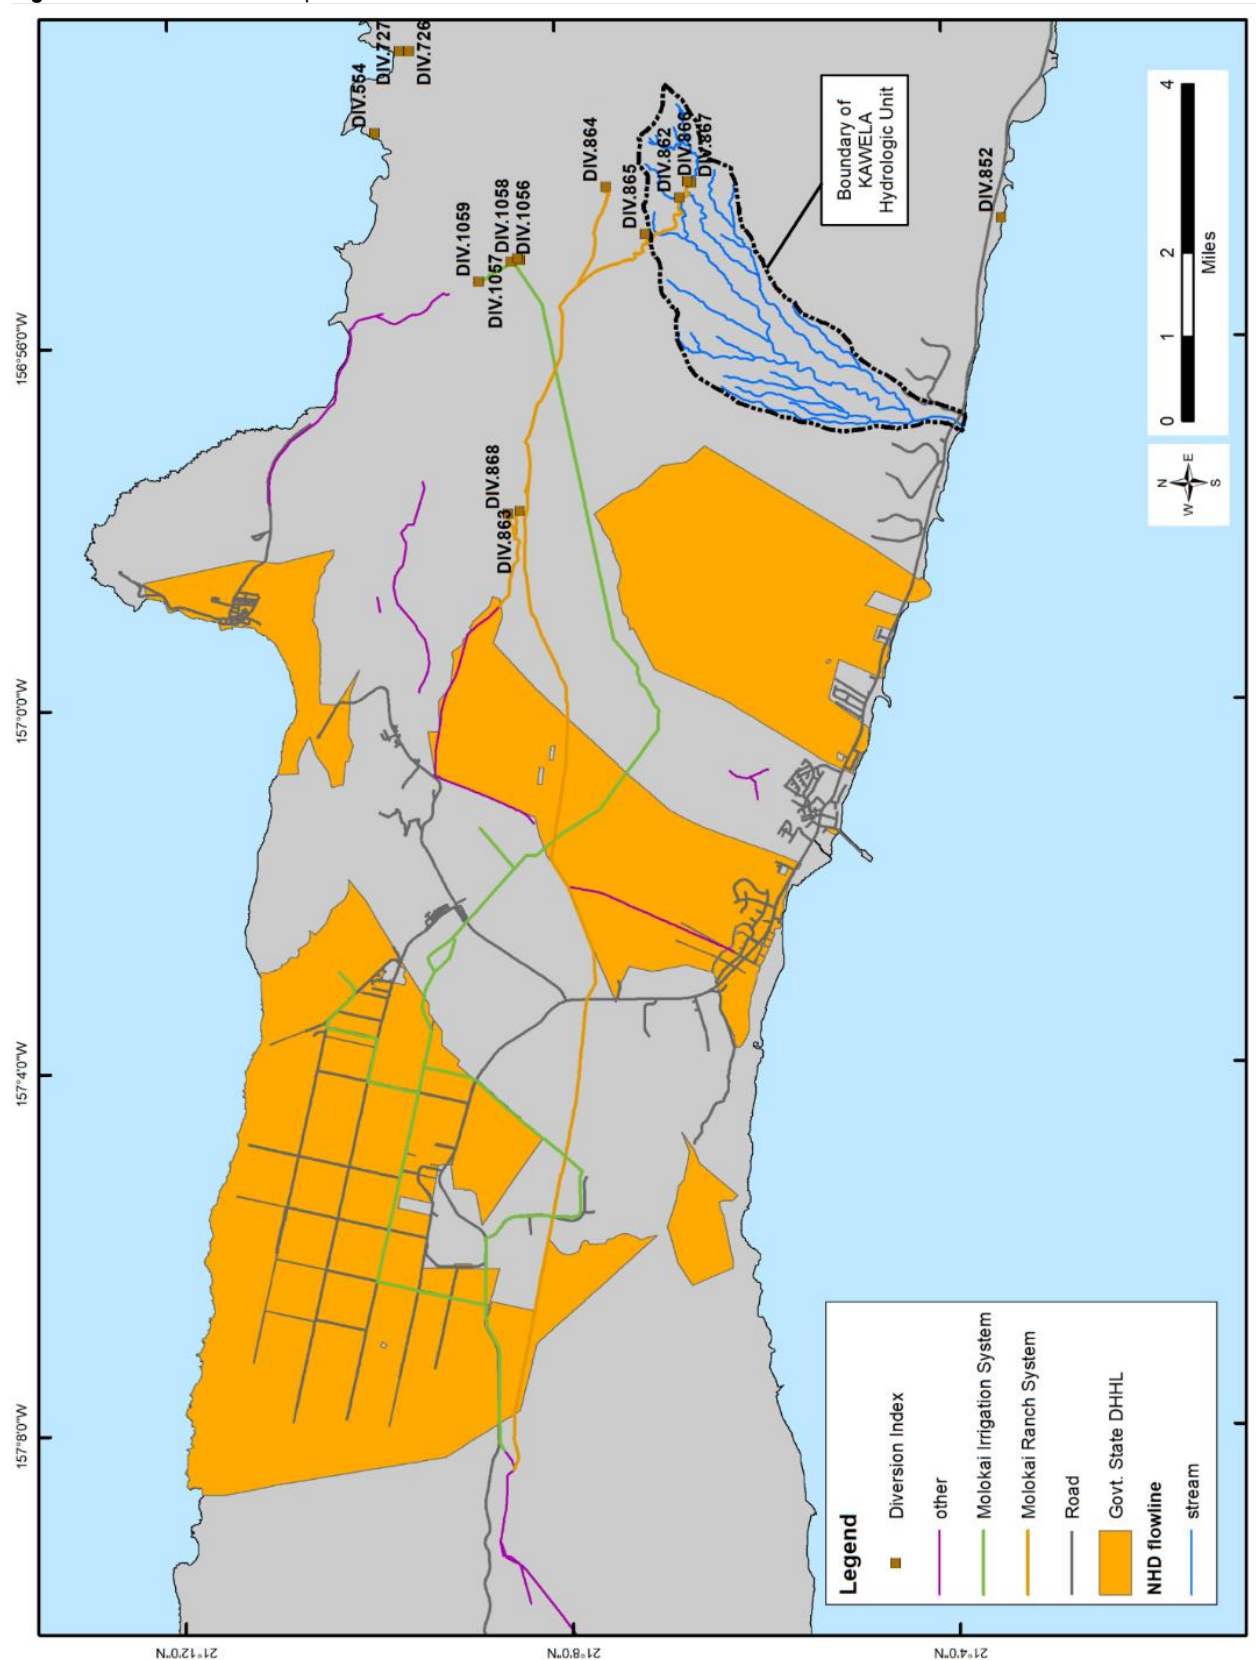 DIV.554
DIV.727
DIV.726
DIV.1059
DIV.1057
DIV.1058
DIV.1056
DIV.864
DIV.865
DIV.862
DIV.866
DIV.867
DIV.868
DIV.863
DIV.852
Boundary of
KAWELA
Hydrologic Unit
156°56'0"W
157°0'0"W
157°4'0"W
157°8'0"W
21°12'0"N
21°8'0"N
21°4'0"N
N
W
E
S
0 1 2 4
Miles
Legend
Diversion Index
other
Molokai Irrigation System
Molokai Ranch System
Road
Govt. State DHHL
NHD flowline
stream